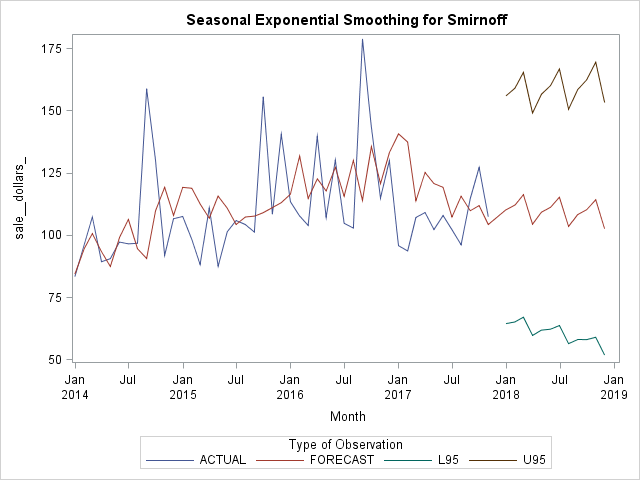 Seasonal Exponential Smoothing for Smirnoff
sale__dollars_
175
150
125
100
75
50
Jan Jul Jan Jul Jan Jul Jan Jul Jan Jul Jan
2014 2015 2016 2017 2018 2019
Month
Type of Observation
ACTUAL FORECAST L95 U95